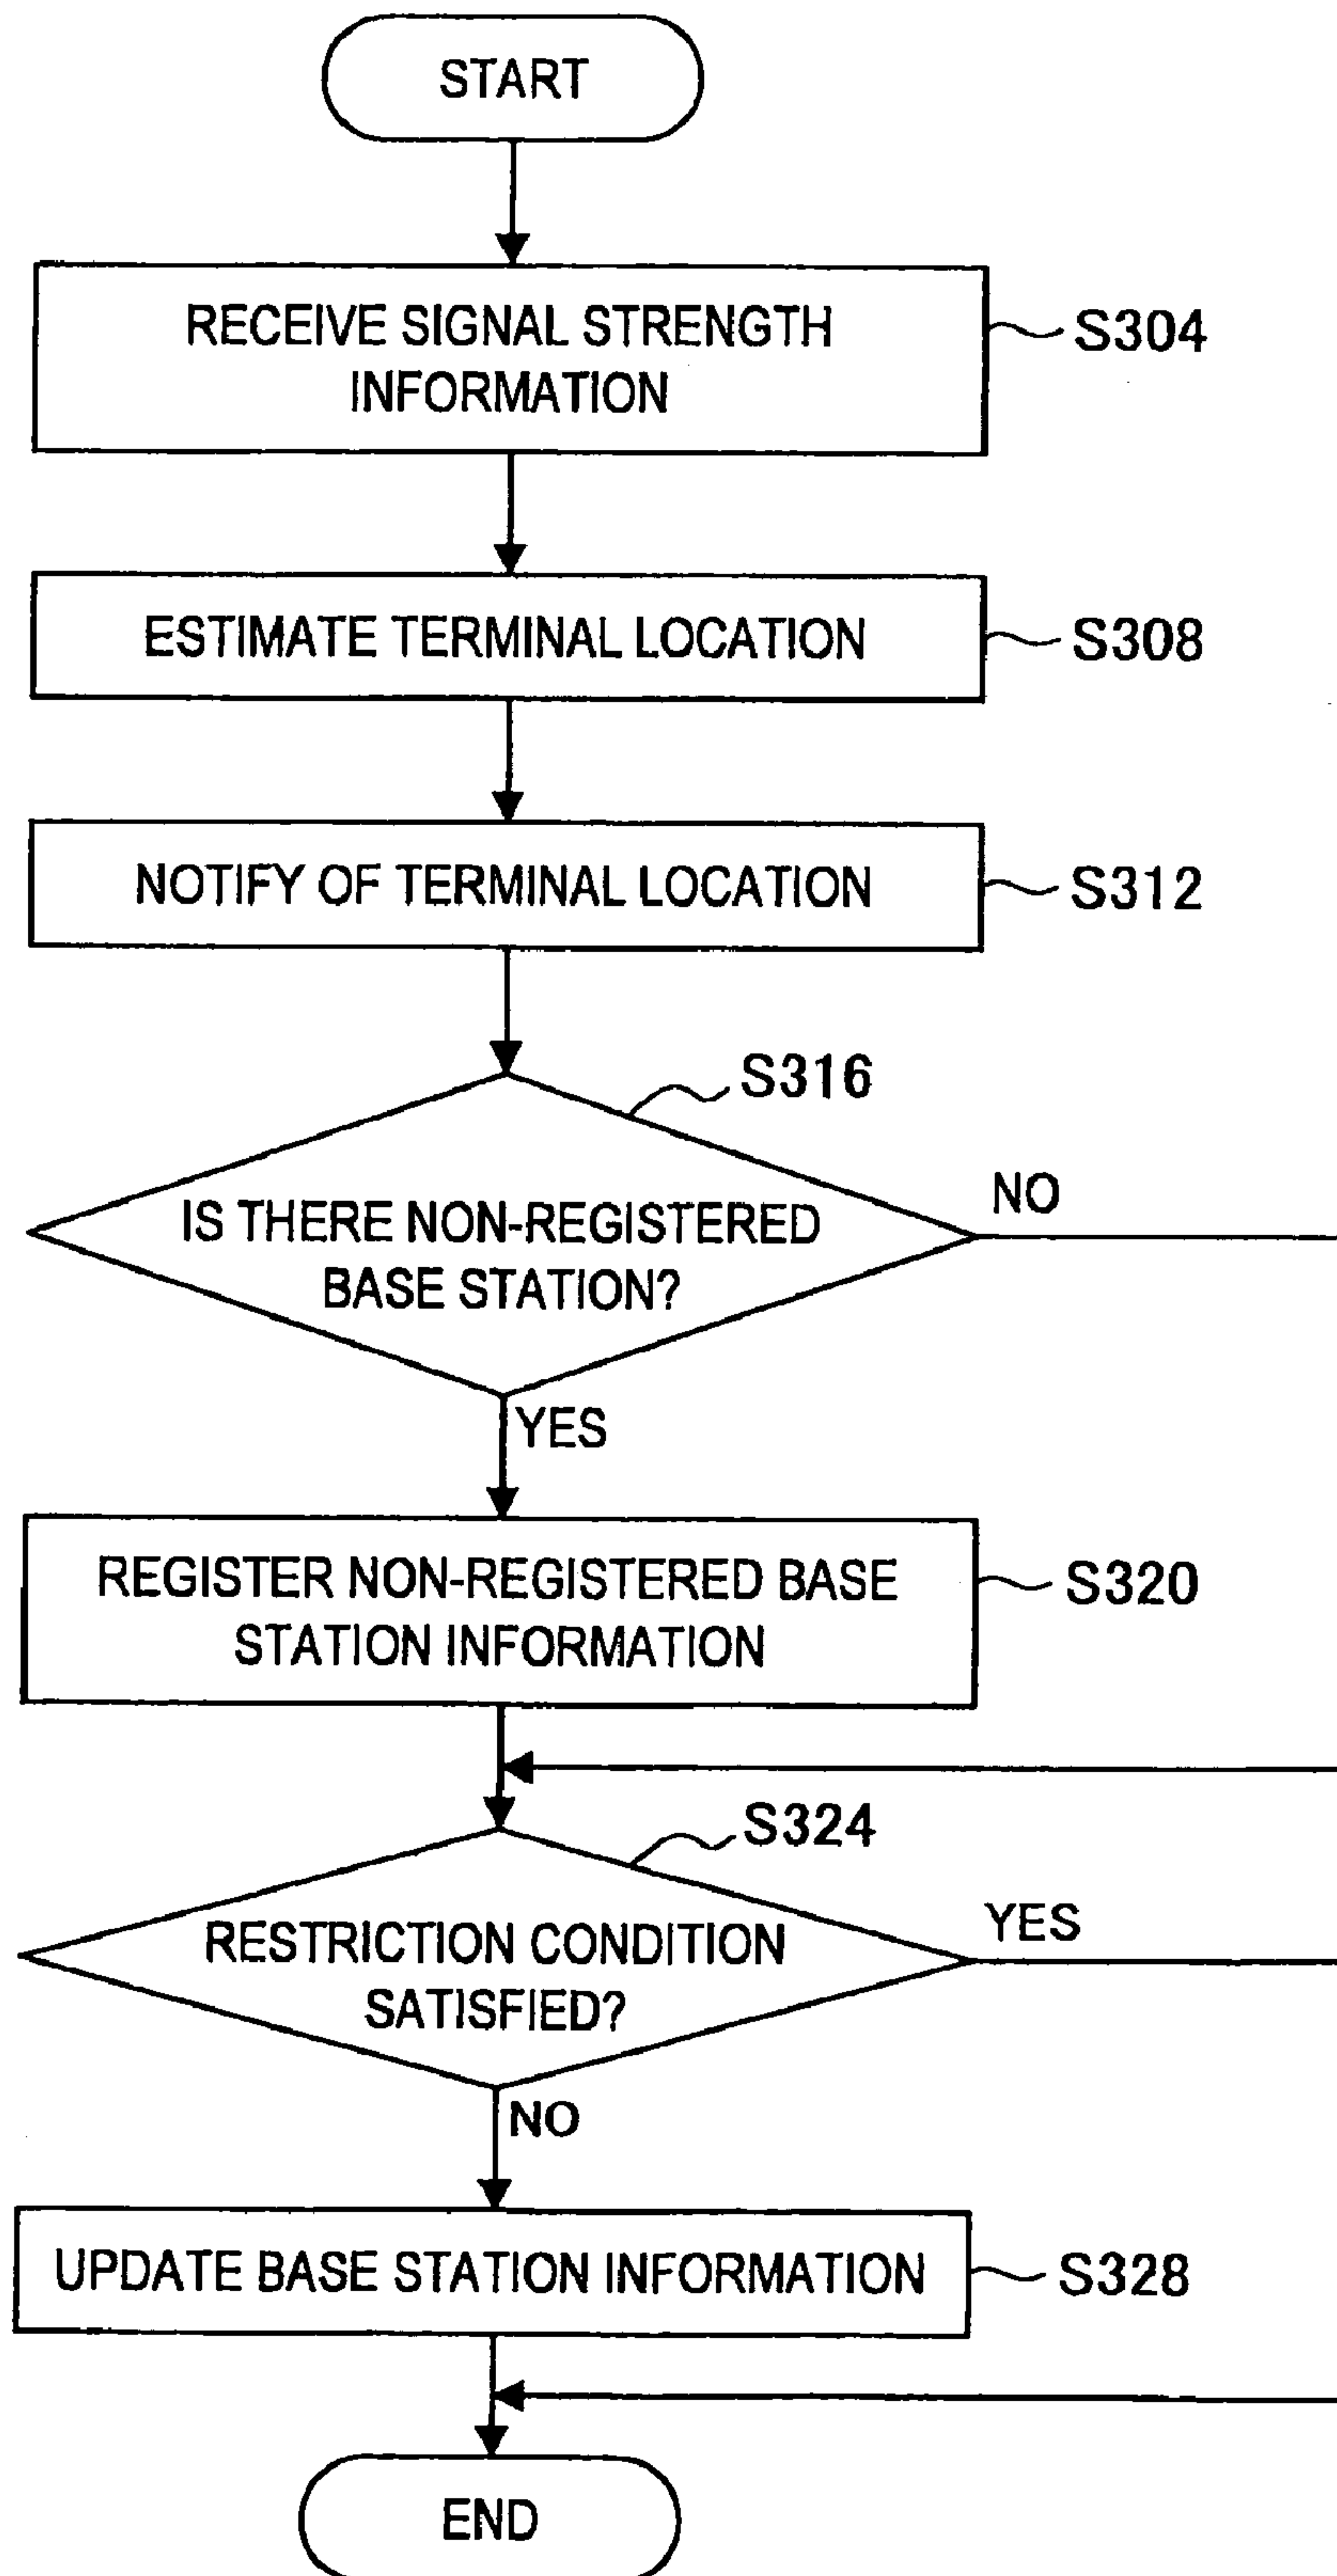 START
RECEIVE SIGNAL STRENGTH
INFORMATION
S304
ESTIMATE TERMINAL LOCATION
S308
NOTIFY OF TERMINAL LOCATION
S312
S316
IS THERE NON-REGISTERED
BASE STATION?
NO
YES
REGISTER NON-REGISTERED BASE
STATION INFORMATION
S320
S324
RESTRICTION CONDITION
SATISFIED?
YES
NO
UPDATE BASE STATION INFORMATION
S328
END